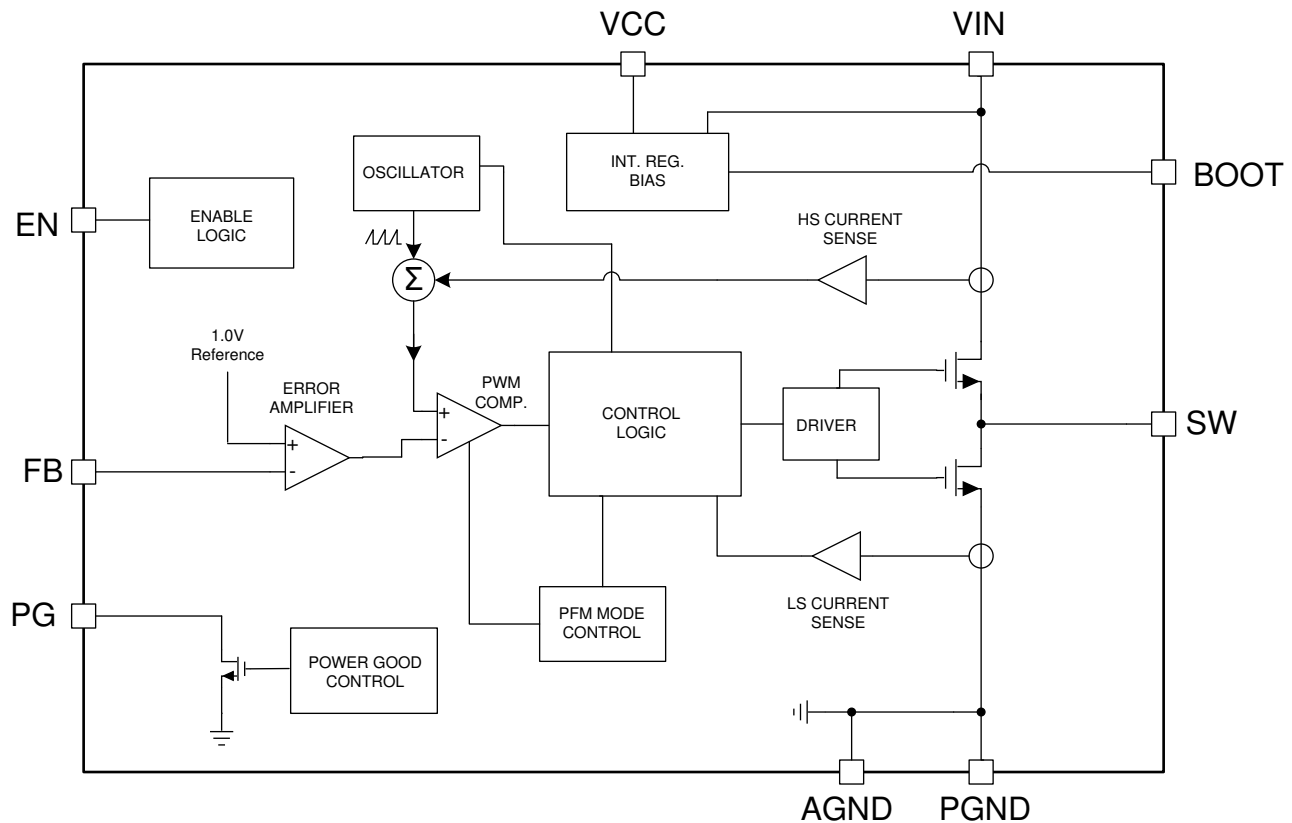 VCC
VIN
OSCILLATOR
INT. REG.
BIAS
BOOT
EN
ENABLE
LOGIC
HS CURRENT
SENSE
Σ
1.0V
Reference
ERROR
AMPLIFIER
+
-
PWM
COMP.
+
-
CONTROL
LOGIC
DRIVER
SW
FB
PG
POWER GOOD
CONTROL
PFM MODE
CONTROL
LS CURRENT
SENSE
AGND
PGND